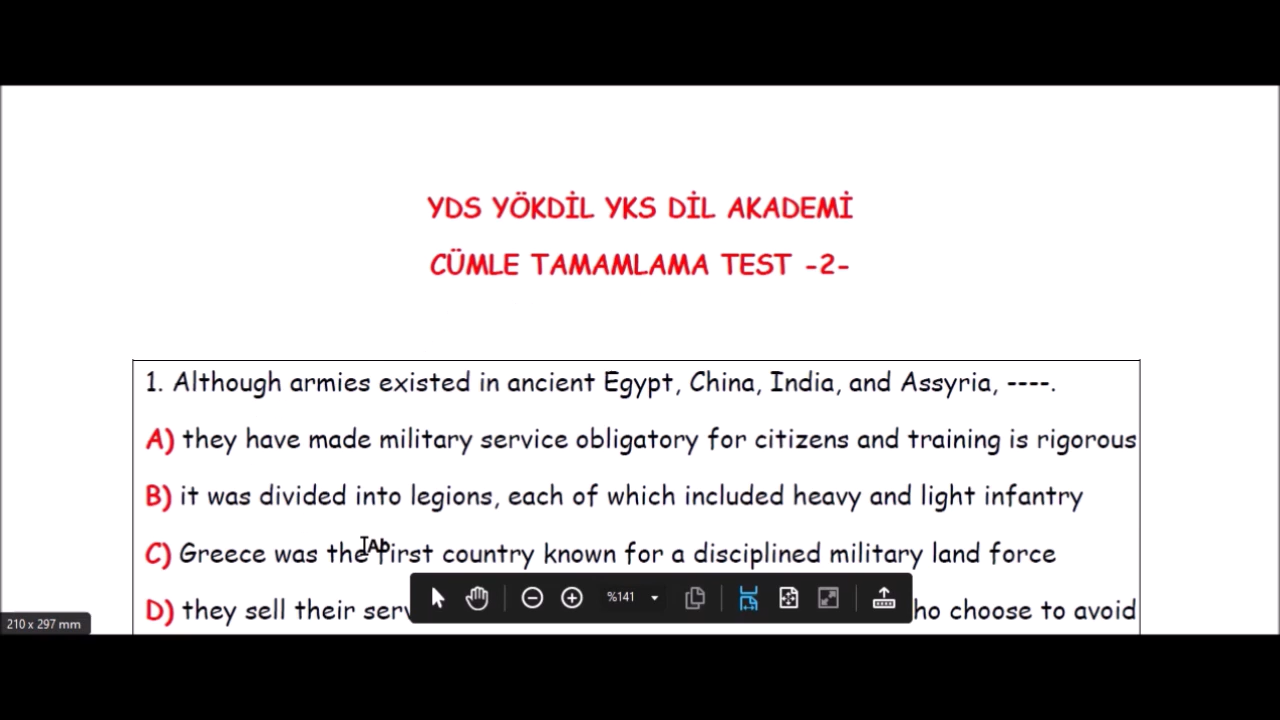 YDS YÖKDİL YKS DİL AKADEMİ
CÜMLE TAMAMLAMA TEST -2-
1. Although armies existed in ancient Egypt, China, India, and Assyria, ----.
A) they have made military service obligatory for citizens and training is rigorous
B) it was divided into legions, each of which included heavy and light infantry
C) Greece was the first country known for a disciplined military land force
D) they sell their ho choose to avoid
%141
210 x 297 mm